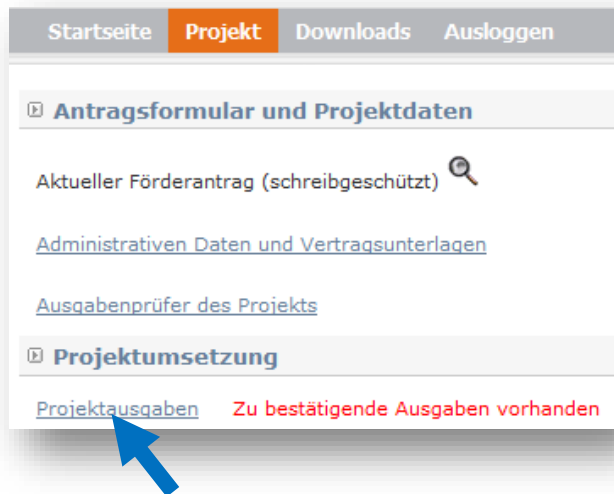 Startseite Projekt Downloads Ausloggen
Antragsformular und Projektdaten
Aktueller Förderantrag (schreibgeschützt)
Administrativen Daten und Vertragsunterlagen
Ausgabenprüfer des Projekts
Projektumsetzung
Projektausgaben Zu bestätigende Ausgaben vorhanden